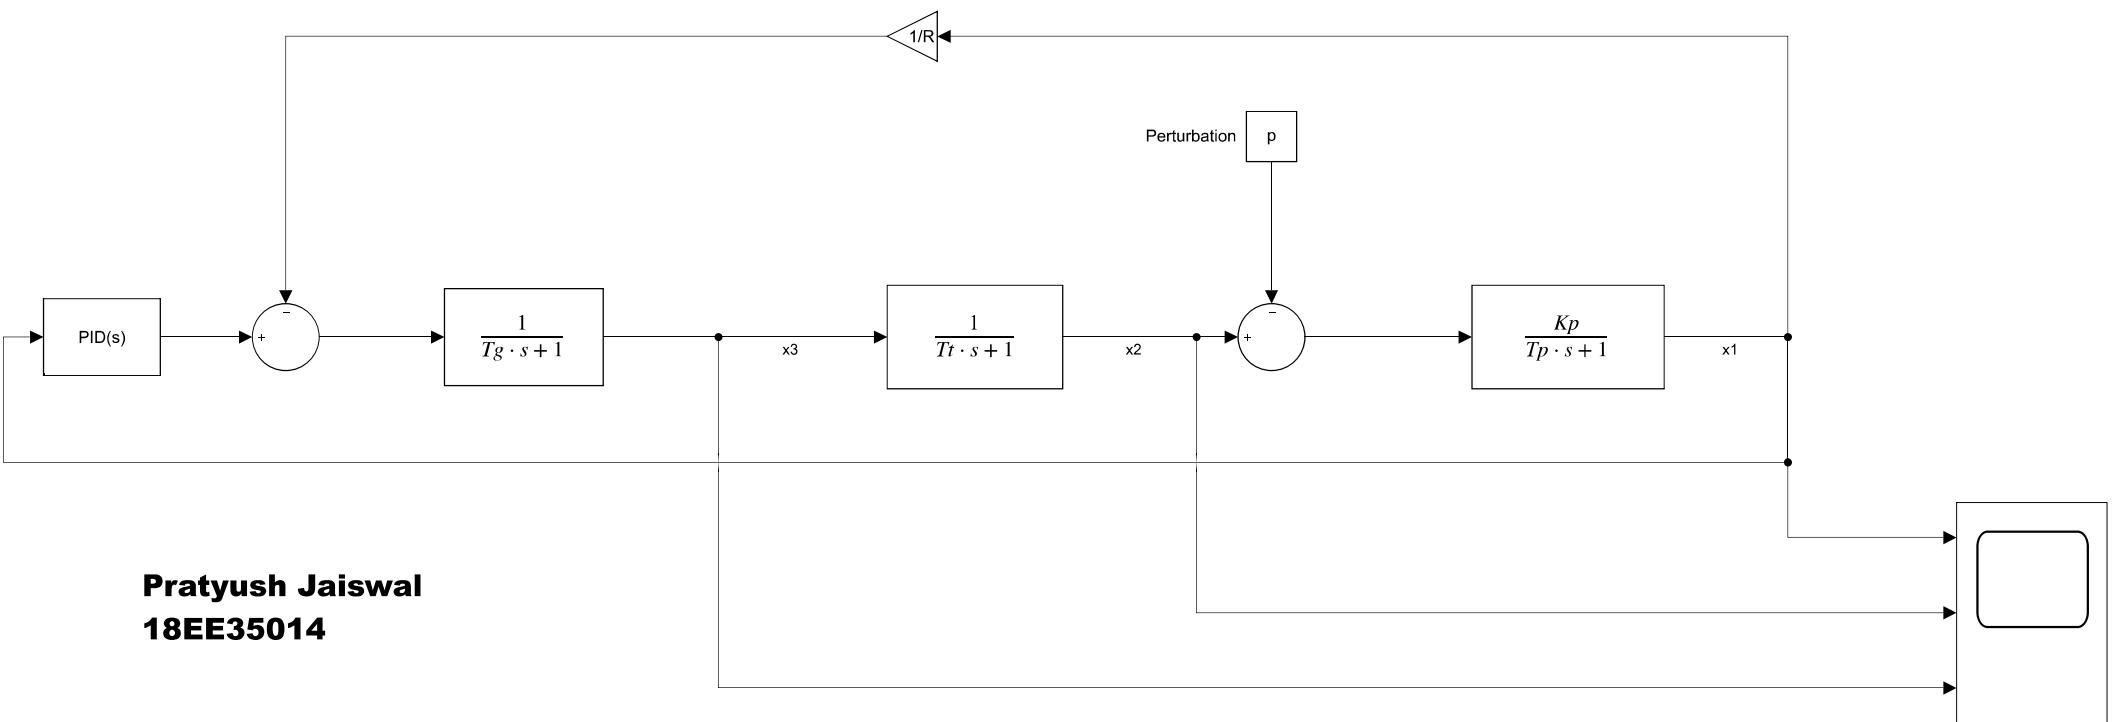 1/R
Perturbation
p
−
−
PID(s)
+
1
Tg · s + 1
x3
1
Tt · s + 1
x2
+
Kp
Tp · s + 1
x1
Pratyush Jaiswal
18EE35014